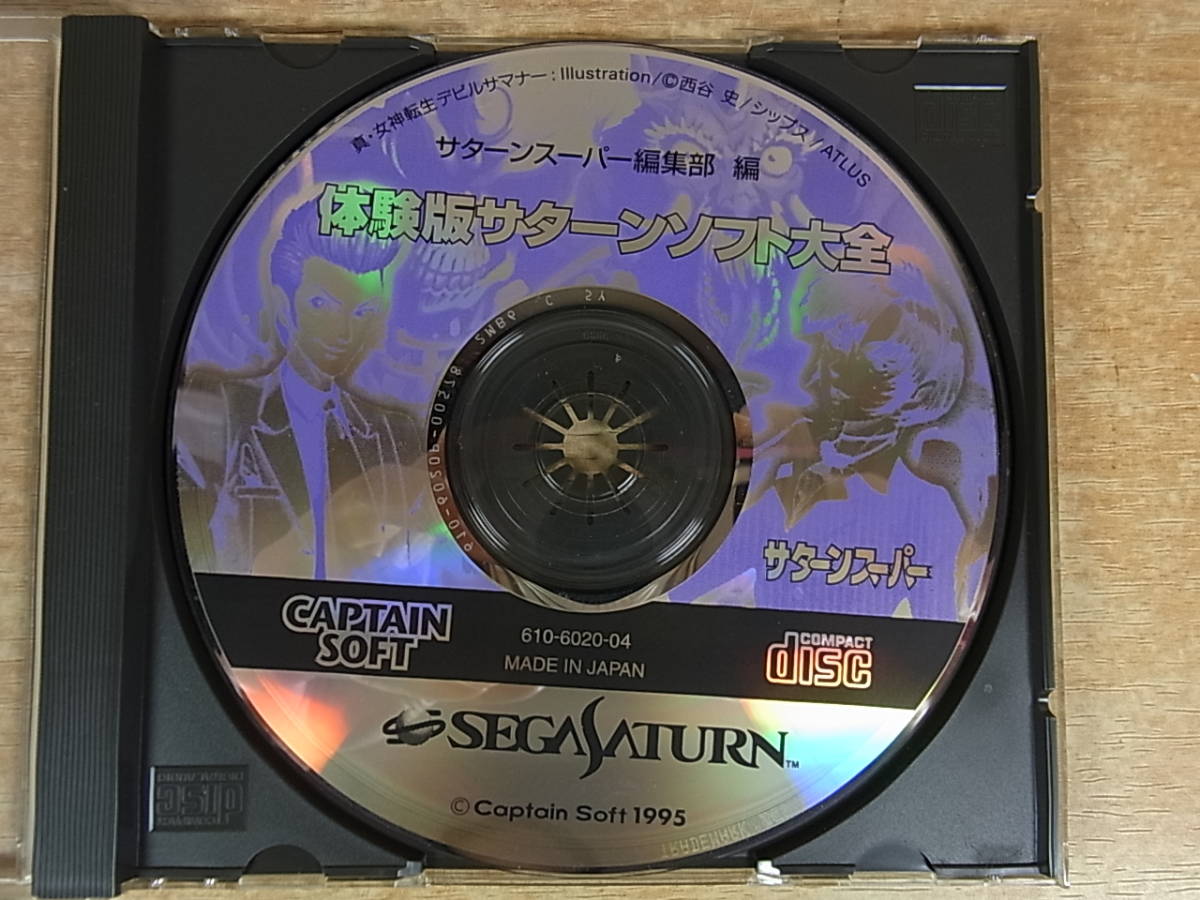 真・女神転生デビルサマナー:Illustration/©西谷 史/シップス/ATLUS
サターンスーパー編集部 編
体験版サターンソフト大全
サターンスーパー
CAPTAIN SOFT
610-6020-04
MADE IN JAPAN
COMPACT disc
SEGA SATURN™
© Captain Soft 1995